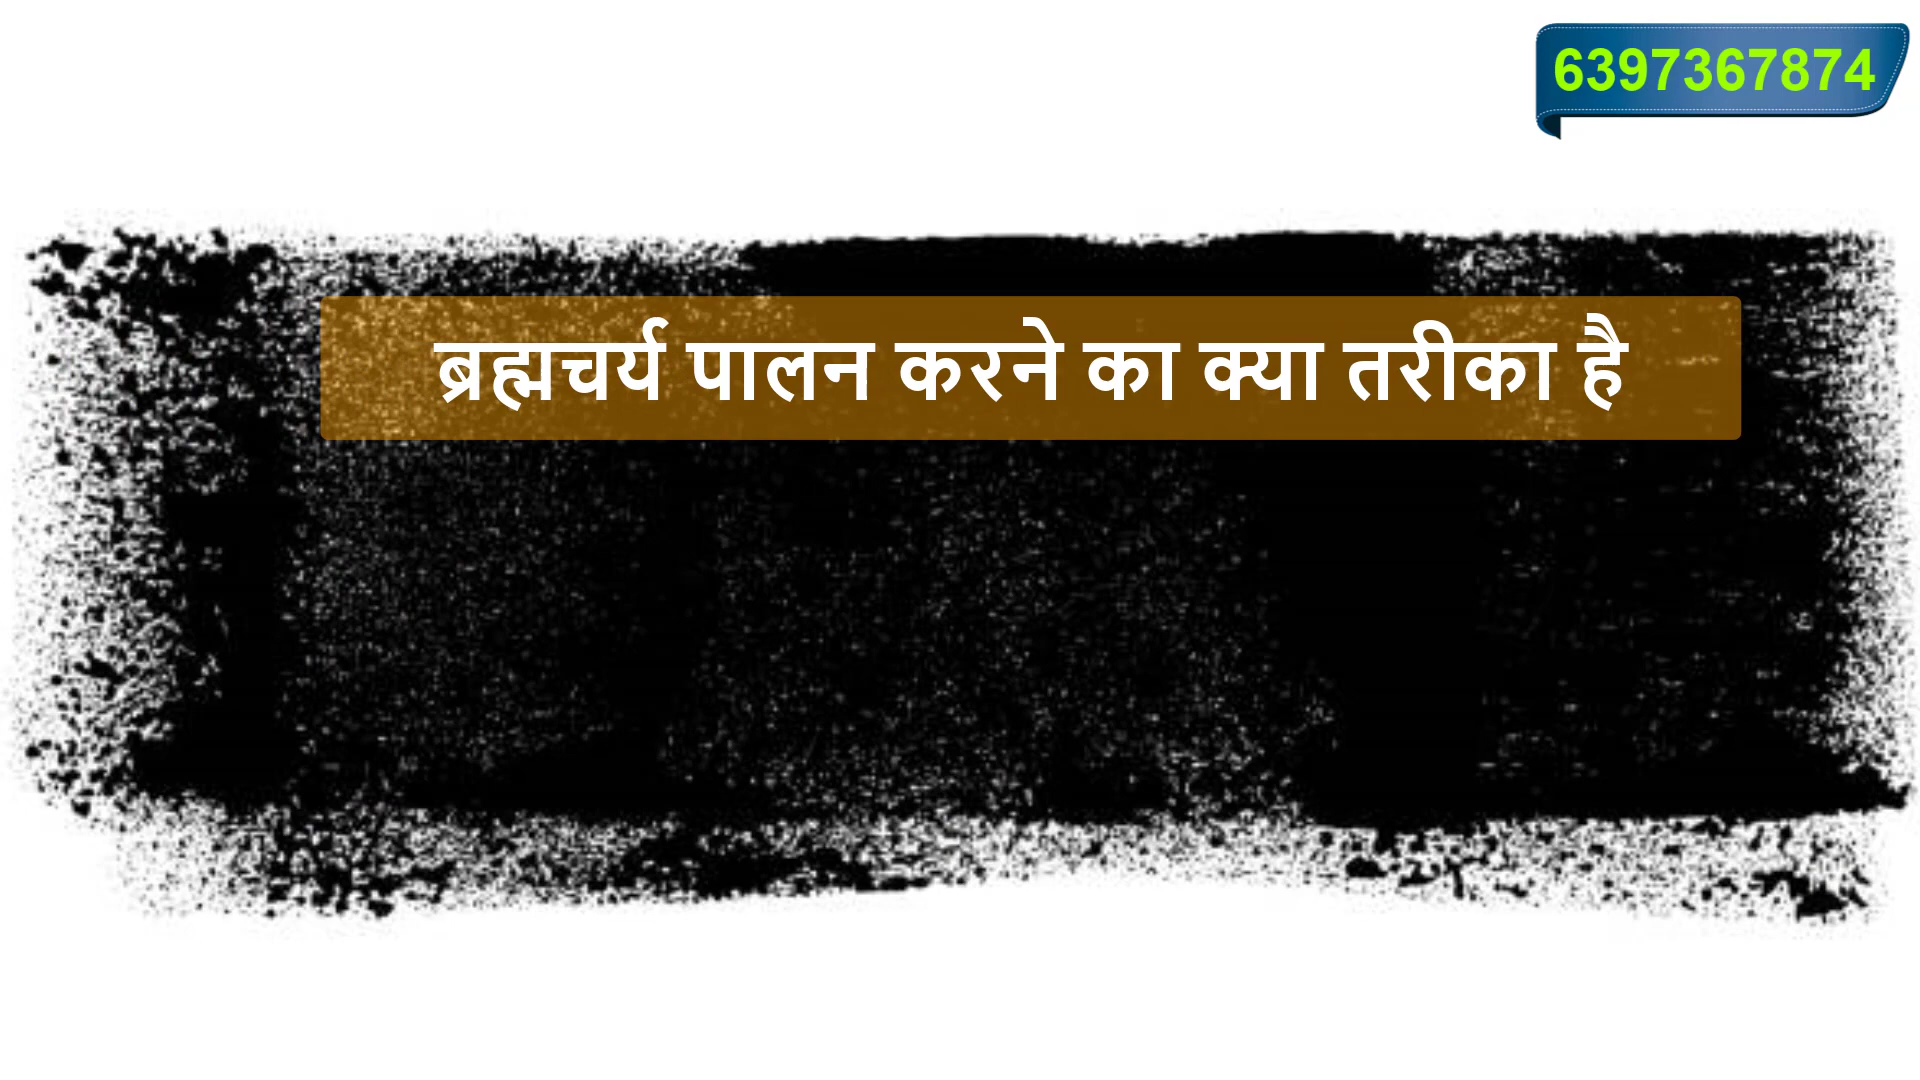 6397367874
ब्रह्मचर्य पालन करने का क्या तरीका है